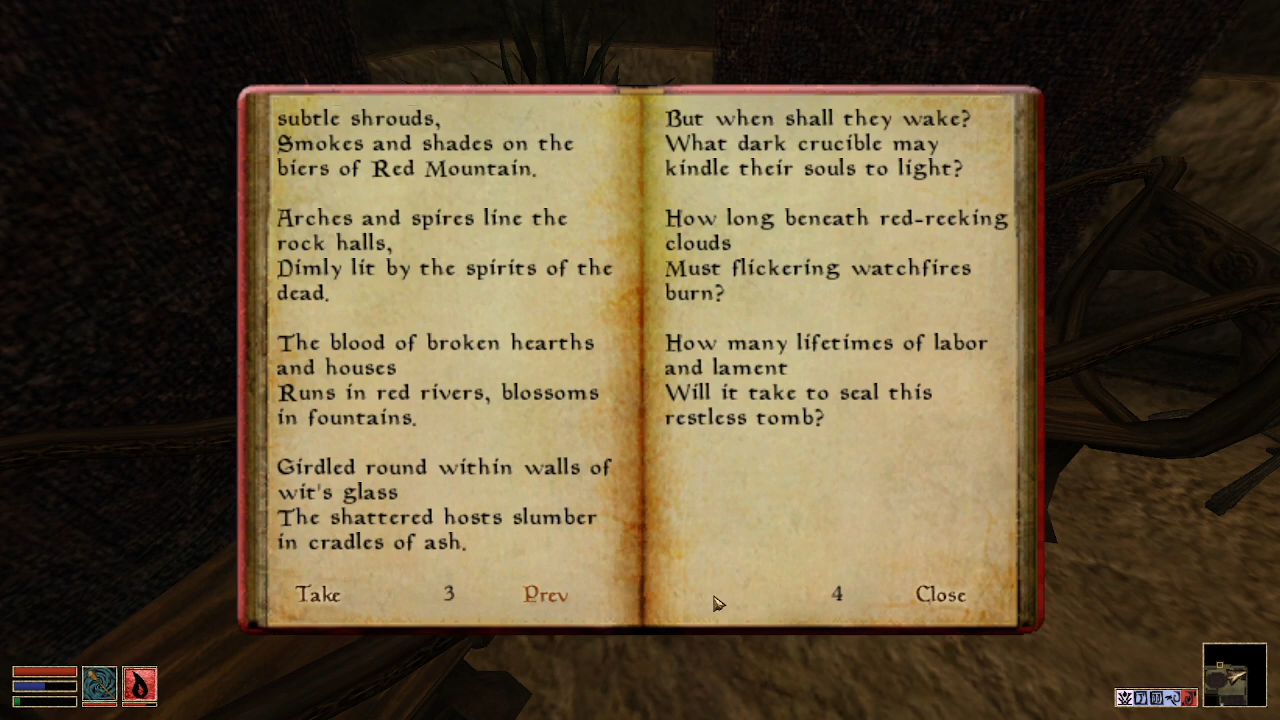 subtle shrouds,
Smokes and shades on the
biers of Red Mountain.
Arches and spires line the
rock halls,
Dimly lit by the spirits of the
dead.
The blood of broken hearths
and houses
Runs in red rivers, blossoms
in fountains.
Girdled round within walls of
wit's glass
The shattered hosts slumber
in cradles of ash.
Take
3
Prev
But when shall they wake?
What dark crucible may
kindle their souls to light?
How long beneath red-reeking
clouds
Must flickering watchfires
burn?
How many lifetimes of labor
and lament
Will it take to seal this
restless tomb?
4
Close